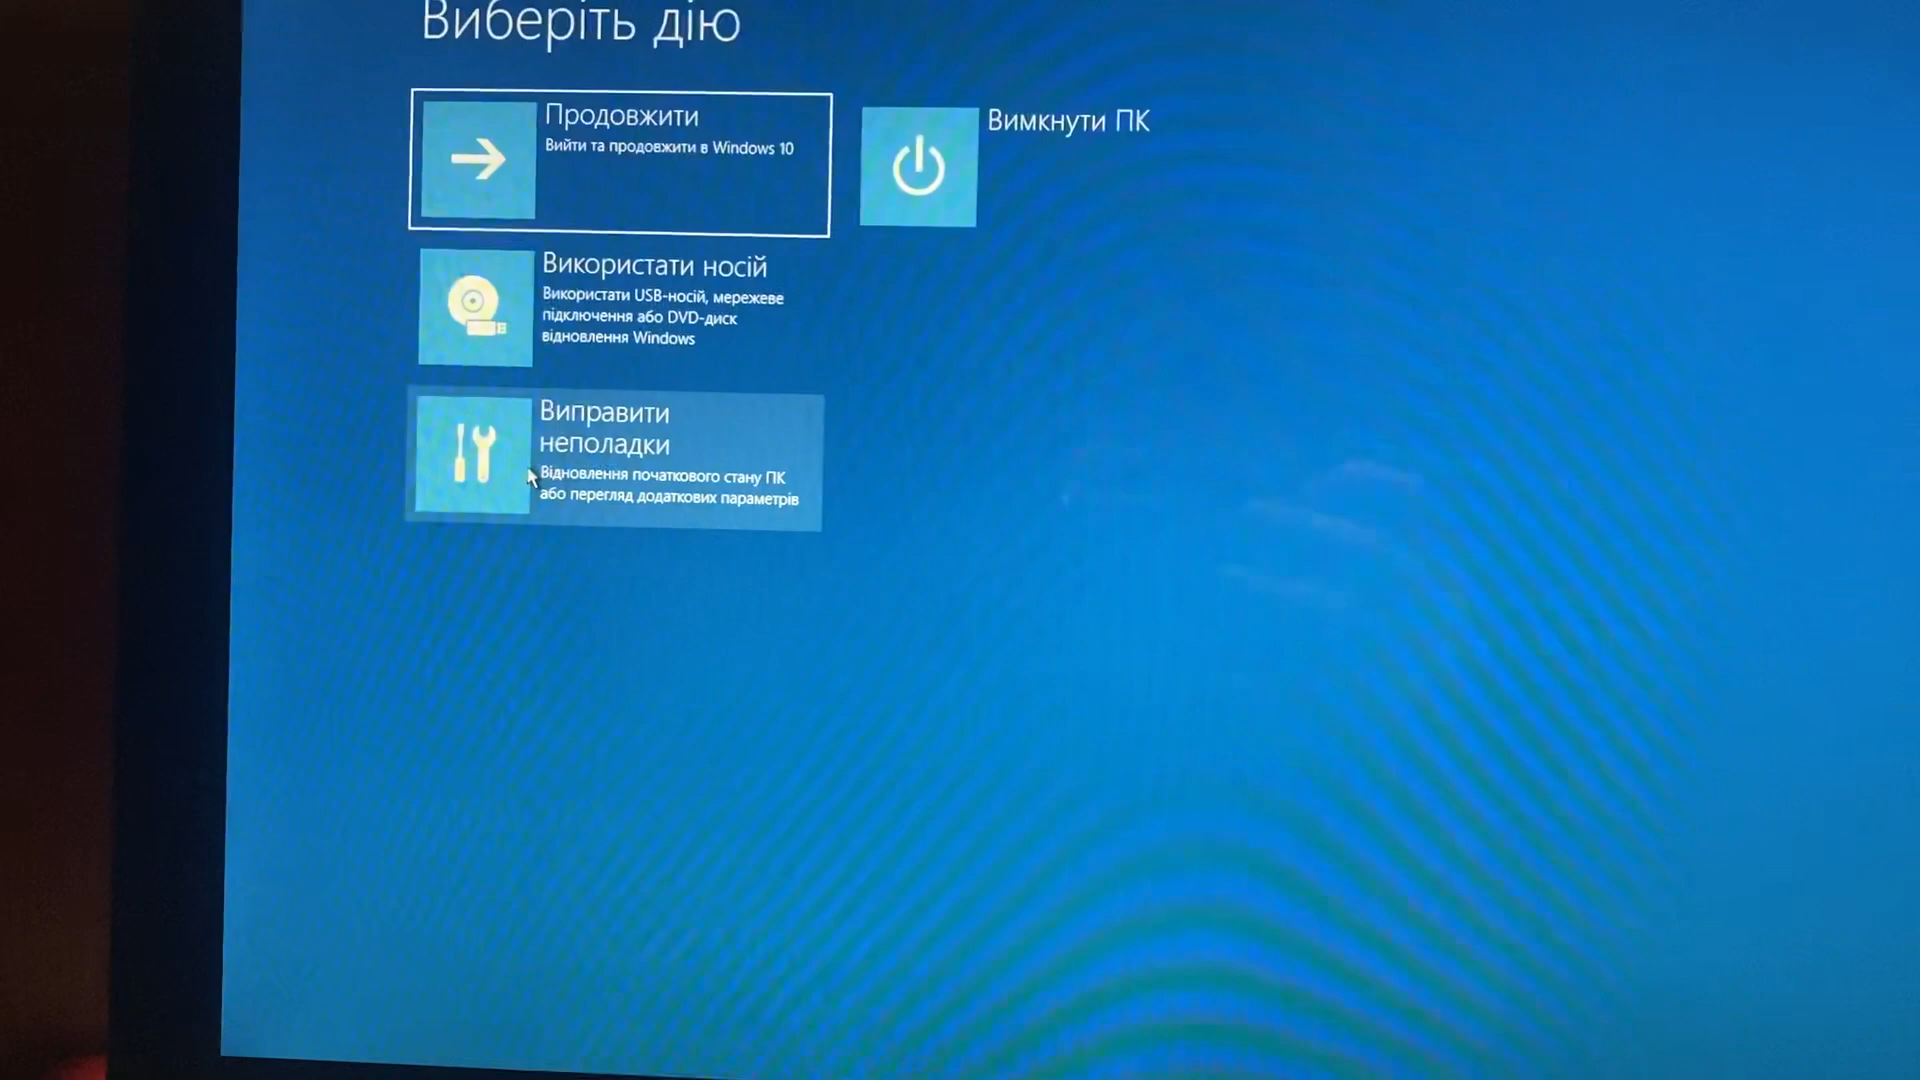 Виберіть дію
Продовжити
Вийти та продовжити в Windows 10
Вимкнути ПК
Використати носій
Використати USB-носій, мережеве
підключення або DVD-диск
відновлення Windows
Виправити
неполадки
Відновлення початкового стану ПК
або перегляд додаткових параметрів